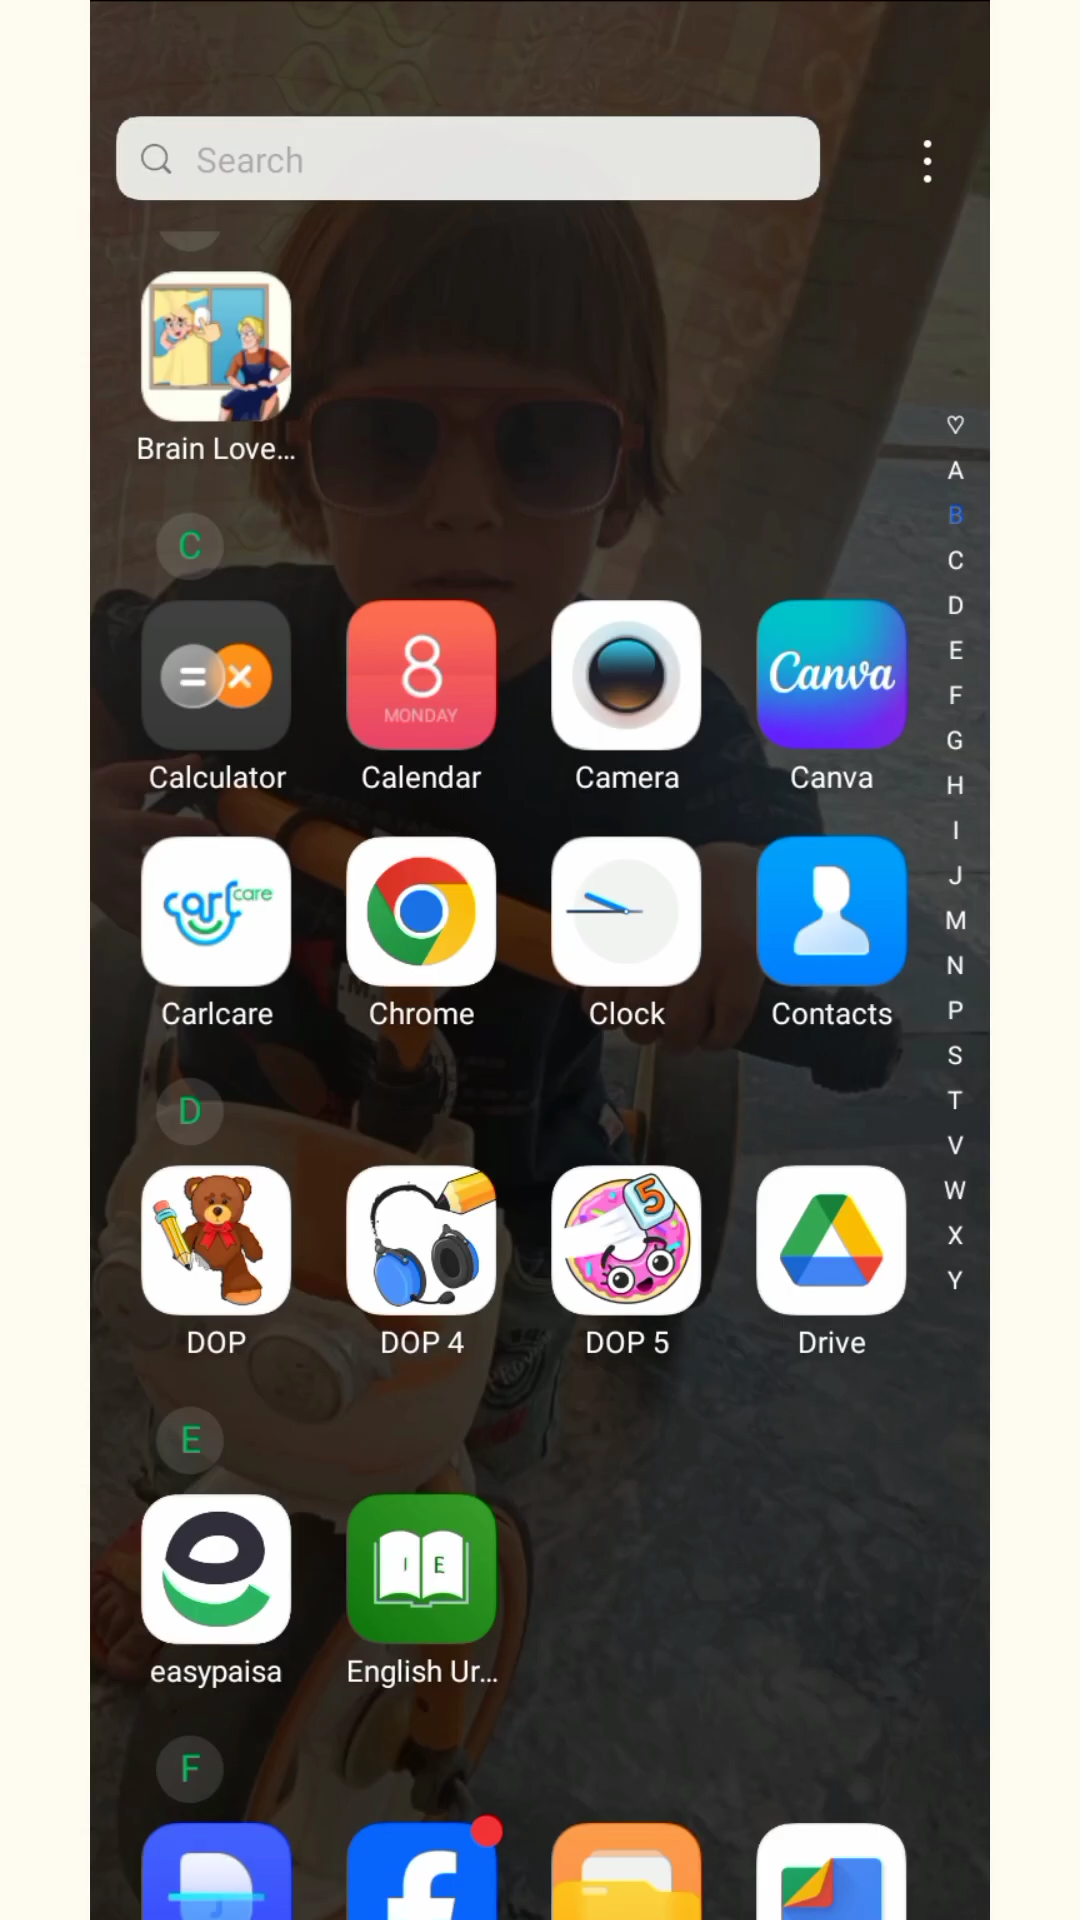 Search
Brain Love...
C
8
MONDAY
Canva
Calculator Calendar Camera Canva
carlcare
I E
Carlcare Chrome Clock Contacts
D
5
DOP DOP 4 DOP 5 Drive
E
easypaisa English Ur...
F
♡
A
B
C
D
E
F
G
H
I
J
M
N
P
S
T
V
W
X
Y